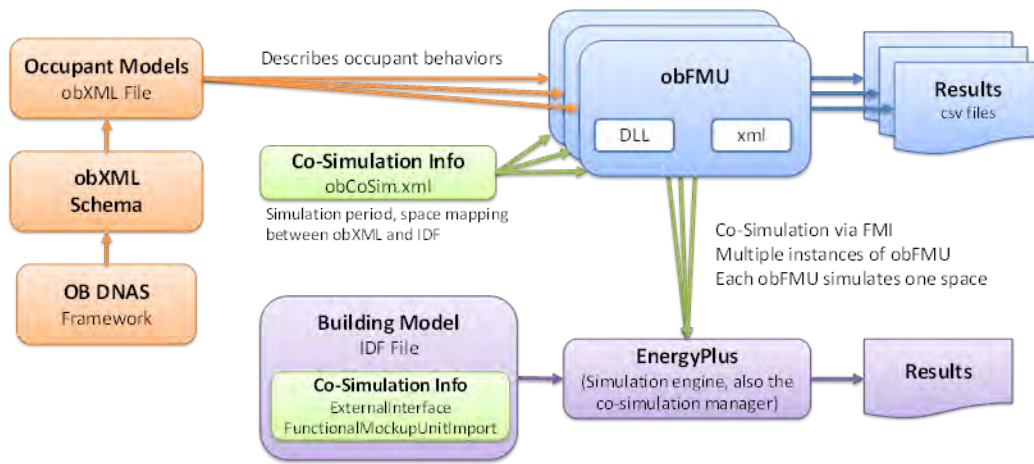 Occupant Models
obXML File
Describes occupant behaviors
obFMU
DLL
xml
Results
csv files
obXML
Schema
Co-Simulation Info
obCoSim.xml
Simulation period, space mapping
between obXML and IDF
Co-Simulation via FMI
Multiple instances of obFMU
Each obFMU simulates one space
OB DNAS
Framework
Building Model
IDF File
Co-Simulation Info
ExternalInterface
FunctionalMockupUnitImport
EnergyPlus
(Simulation engine, also the
co-simulation manager)
Results